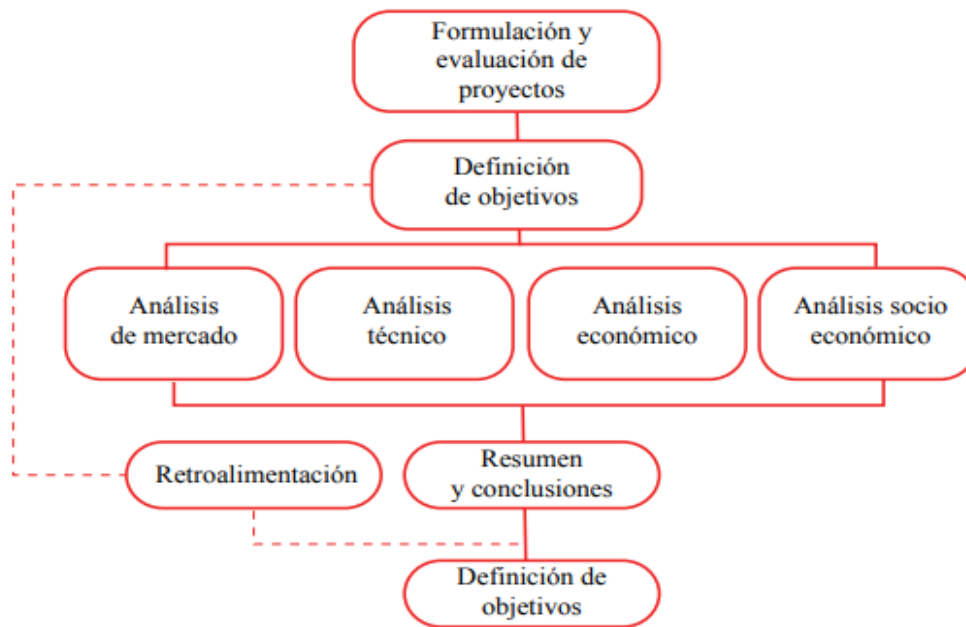 Formulación y
evaluación de
proyectos
Definición
de objetivos
Análisis
de mercado
Análisis
técnico
Análisis
económico
Análisis socio
económico
Retroalimentación
Resumen
y conclusiones
Definición de
objetivos